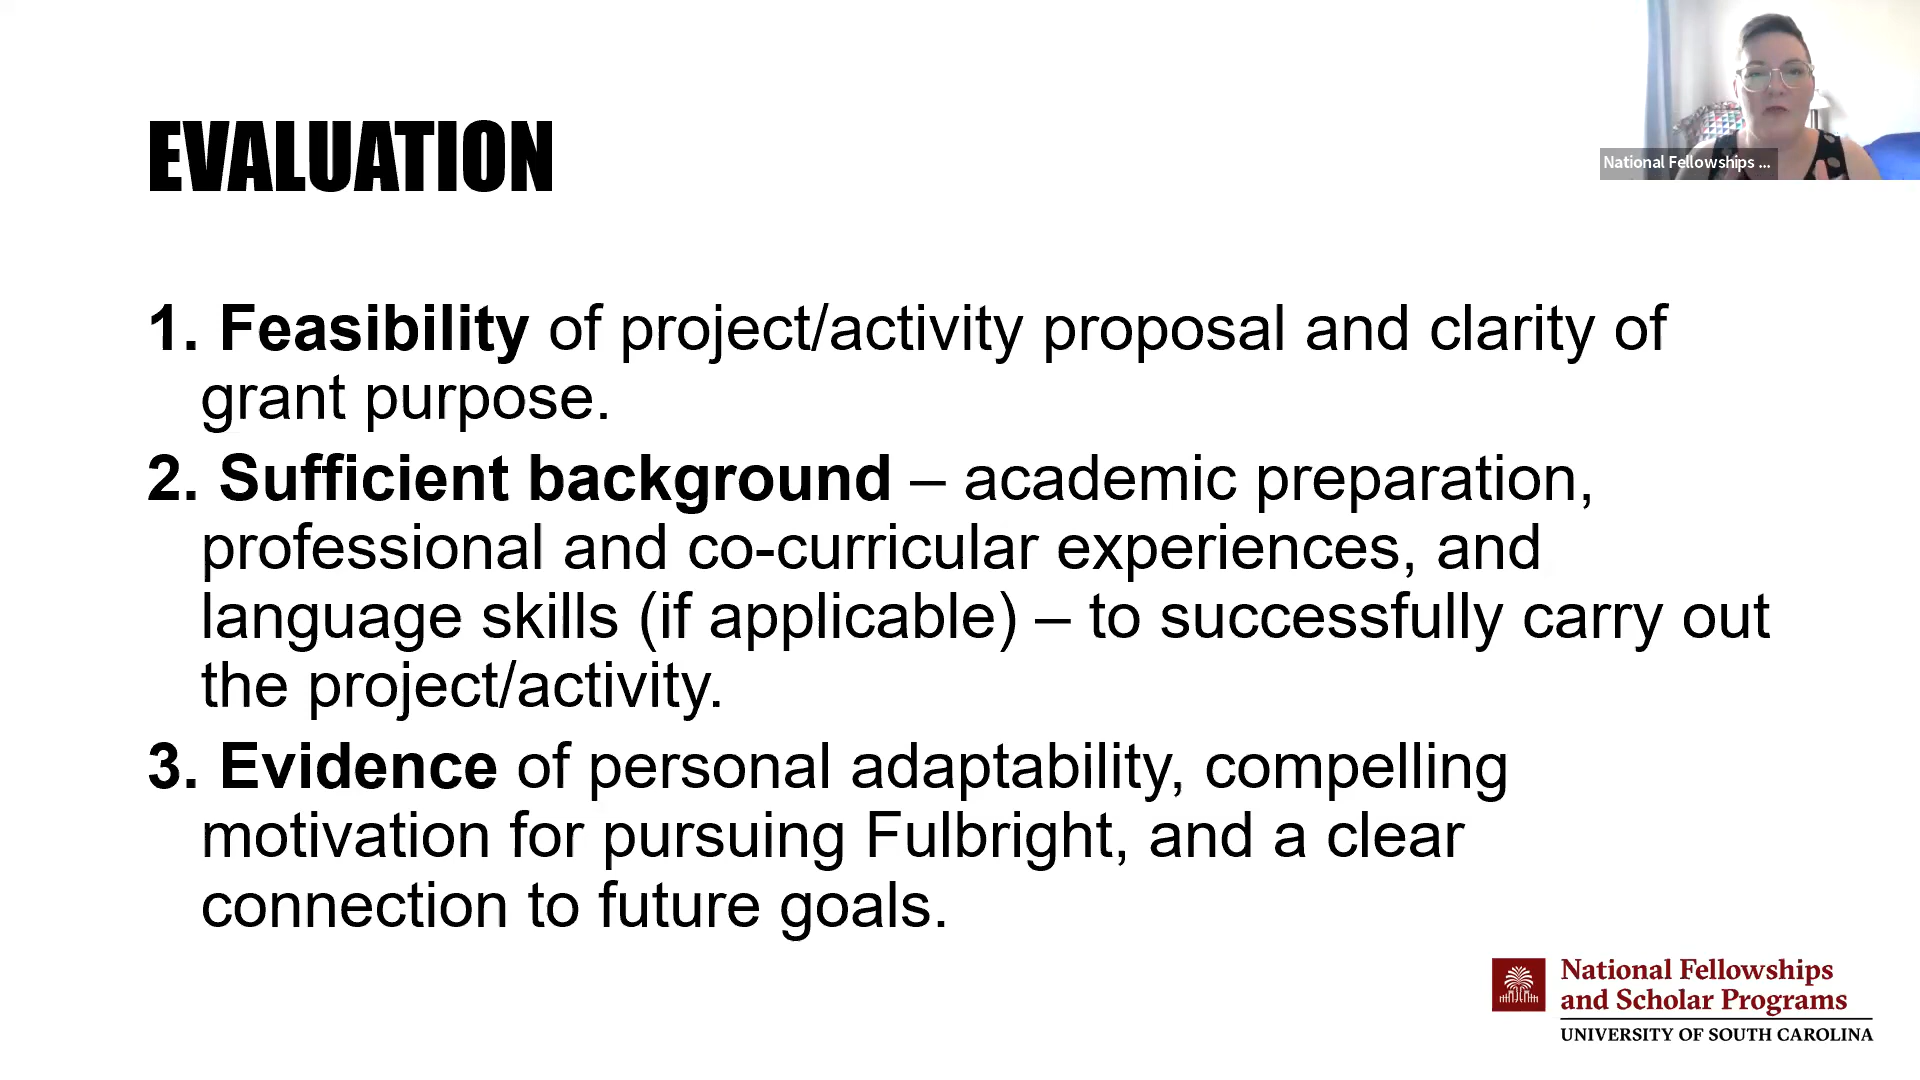 National Fellowships ...
EVALUATION
1. Feasibility of project/activity proposal and clarity of
grant purpose.
2. Sufficient background – academic preparation,
professional and co-curricular experiences, and
language skills (if applicable) – to successfully carry out
the project/activity.
3. Evidence of personal adaptability, compelling
motivation for pursuing Fulbright, and a clear
connection to future goals.
National Fellowships
and Scholar Programs
UNIVERSITY OF SOUTH CAROLINA